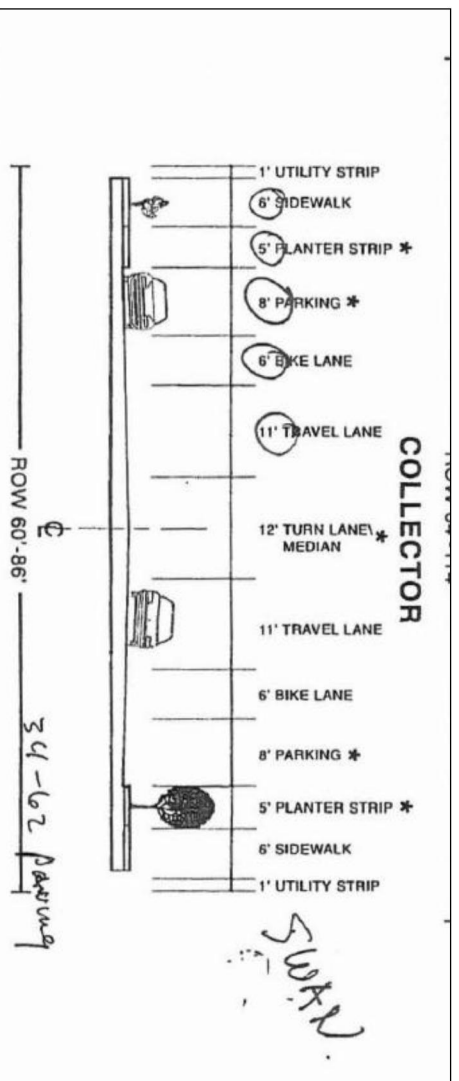 COLLECTOR
1' UTILITY STRIP
6' SIDEWALK
5' PLANTER STRIP *
8' PARKING *
6' BIKE LANE
11' TRAVEL LANE
12' TURN LANE\ *
MEDIAN
11' TRAVEL LANE
6' BIKE LANE
8' PARKING *
5' PLANTER STRIP *
6' SIDEWALK
1' UTILITY STRIP
ROW 60'-86'
34-62 Paving
SWAN